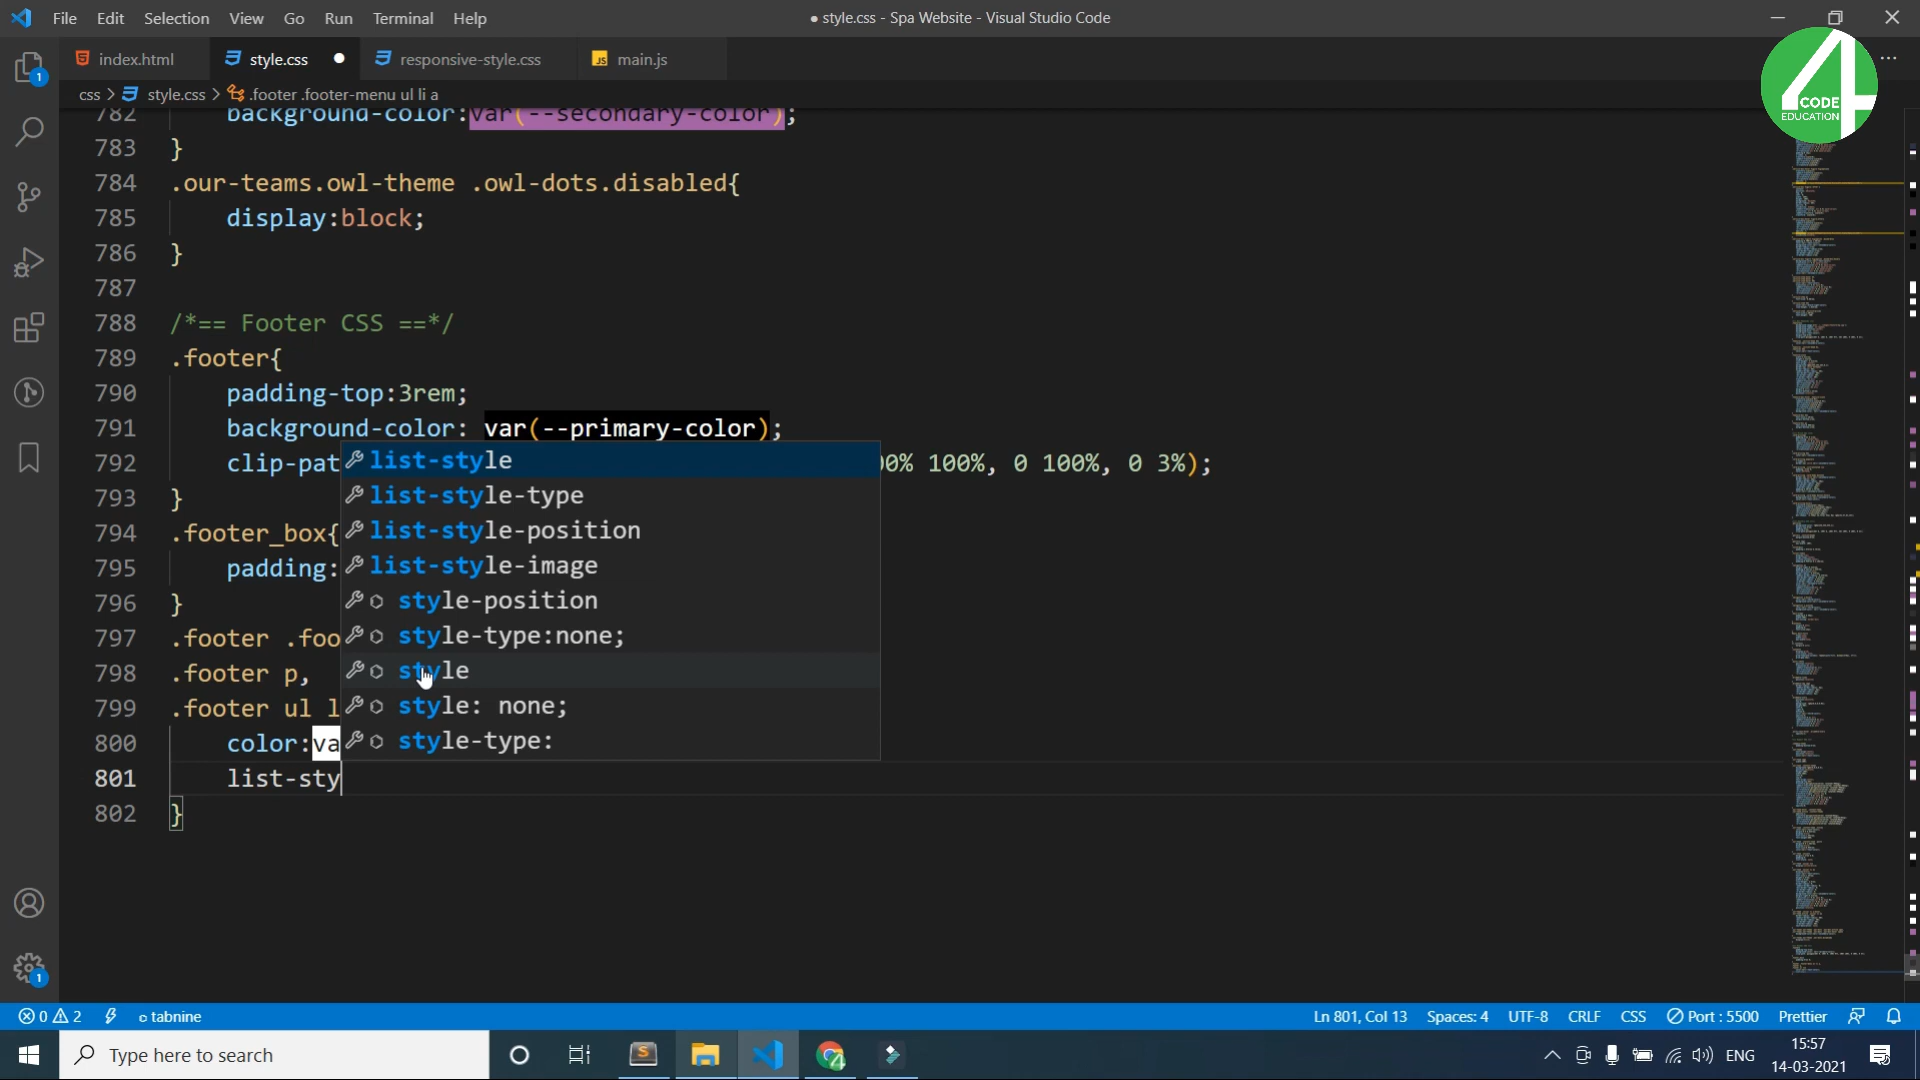 File Edit Selection View Go Run Terminal Help
● style.css - Spa Website - Visual Studio Code
index.html style.css ● responsive-style.css JS main.js ...
4 CODE EDUCATION
css > style.css > .footer .footer-menu ul li a
782 background-color:var(--secondary-color);
783 }
784 .our-teams.owl-theme .owl-dots.disabled{
785 display:block;
786 }
787
788 /*== Footer CSS ==*/
789 .footer{
790 padding-top:3rem;
791 background-color: var(--primary-color);
792 clip-pat 100%, 0 100%, 0 3%);
793 }
794 .footer_box{
795 padding:
796 }
797 .footer .foo
798 .footer p,
799 .footer ul l
800 color:va
801 list-sty
802 }
list-style
list-style-type
list-style-position
list-style-image
style-position
style-type:none;
style
style: none;
style-type:
1
1
0 2 tabnine Ln 801, Col 13 Spaces: 4 UTF-8 CRLF CSS Port : 5500 Prettier
Type here to search ENG 15:57
14-03-2021